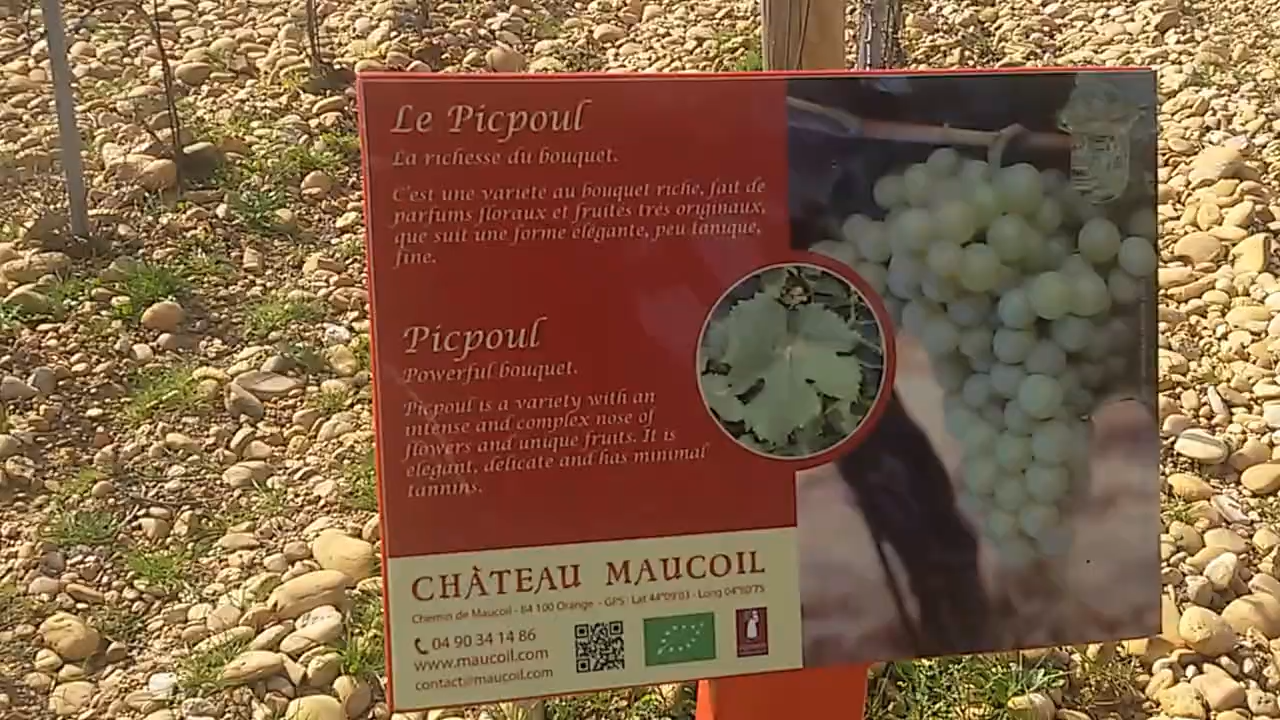 Le Picpoul
La richesse du bouquet.
C'est une variété au bouquet riche, fait de
parfums floraux et fruités très originaux,
que suit une forme élégante, peu tanique,
fine.
Picpoul
Powerful bouquet.
Picpoul is a variety with an
intense and complex nose of
flowers and unique fruits. It is
elegant, delicate and has minimal
tannins.
CHÀTEAU MAUCOIL
Chemin de Maucoil - 84 100 Orange - GPS : Lat 44°09'03 - Long 04°50'75
04 90 34 14 86
www.maucoil.com
contact@maucoil.com